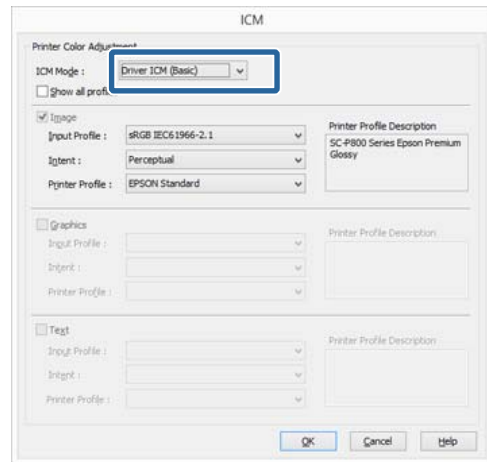 ICM
Printer Color Adjustment
ICM Mode : Driver ICM (Basic)
Show all profi
Image
Input Profile : sRGB IEC61966-2.1
Intent : Perceptual
Printer Profile : EPSON Standard
Printer Profile Description
SC-P800 Series Epson Premium
Glossy
Graphics
Input Profile :
Intent :
Printer Profile :
Printer Profile Description
Text
Input Profile :
Intent :
Printer Profile :
Printer Profile Description
OK Cancel Help